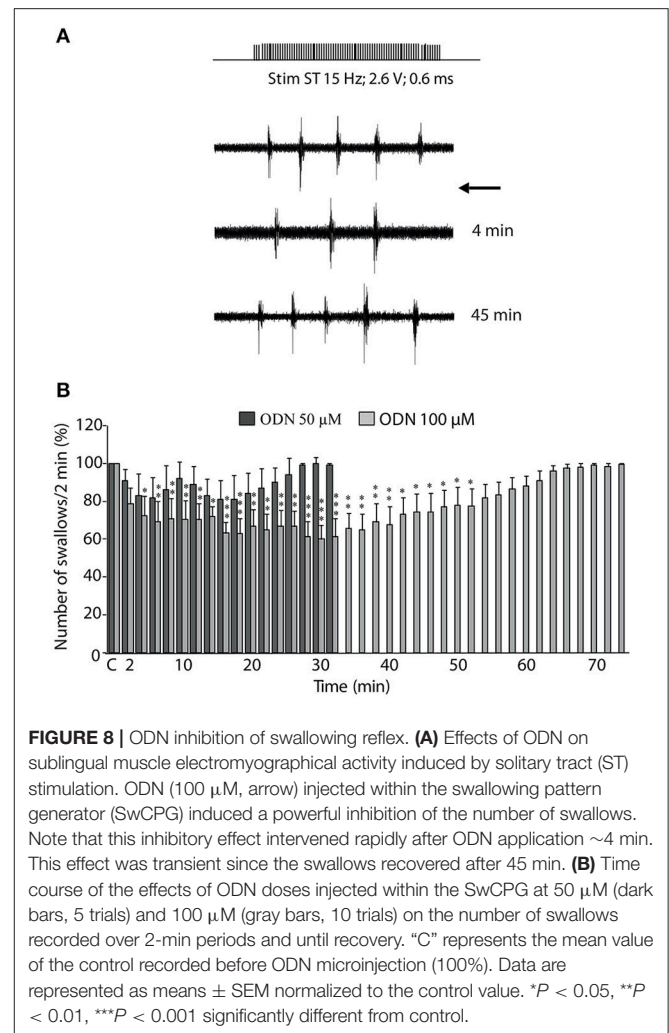 A
Stim ST 15 Hz; 2.6 V; 0.6 ms
4 min
45 min
B
ODN 50 µM ODN 100 µM
Number of swallows/2 min (%)
120
100
80
60
40
20
0
* ** ** ** ** ** *** *** ** *** ** ** *** *** *** ** ** ** ** * * * * * *
C 2 10 20 30 40 50 60 70
Time (min)
FIGURE 8 | ODN inhibition of swallowing reflex. (A) Effects of ODN on
sublingual muscle electromyographical activity induced by solitary tract (ST)
stimulation. ODN (100 µM, arrow) injected within the swallowing pattern
generator (SwCPG) induced a powerful inhibition of the number of swallows.
Note that this inhibitory effect intervened rapidly after ODN application ∼4 min.
This effect was transient since the swallows recovered after 45 min. (B) Time
course of the effects of ODN doses injected within the SwCPG at 50 µM (dark
bars, 5 trials) and 100 µM (gray bars, 10 trials) on the number of swallows
recorded over 2-min periods and until recovery. “C” represents the mean value
of the control recorded before ODN microinjection (100%). Data are
represented as means ± SEM normalized to the control value. *P < 0.05, **P
< 0.01, ***P < 0.001 significantly different from control.